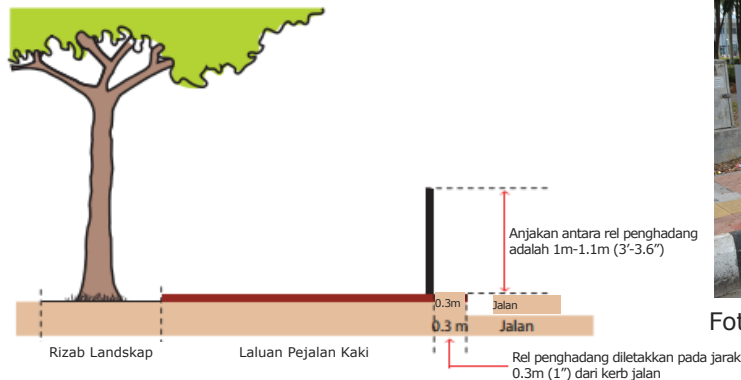 Anjakan antara rel penghadang
adalah 1m-1.1m (3’-3.6”)
0.3m
Jalan
0.3 m
Jalan
Rizab Landskap
Laluan Pejalan Kaki
Rel penghadang diletakkan pada jarak
0.3m (1”) dari kerb jalan